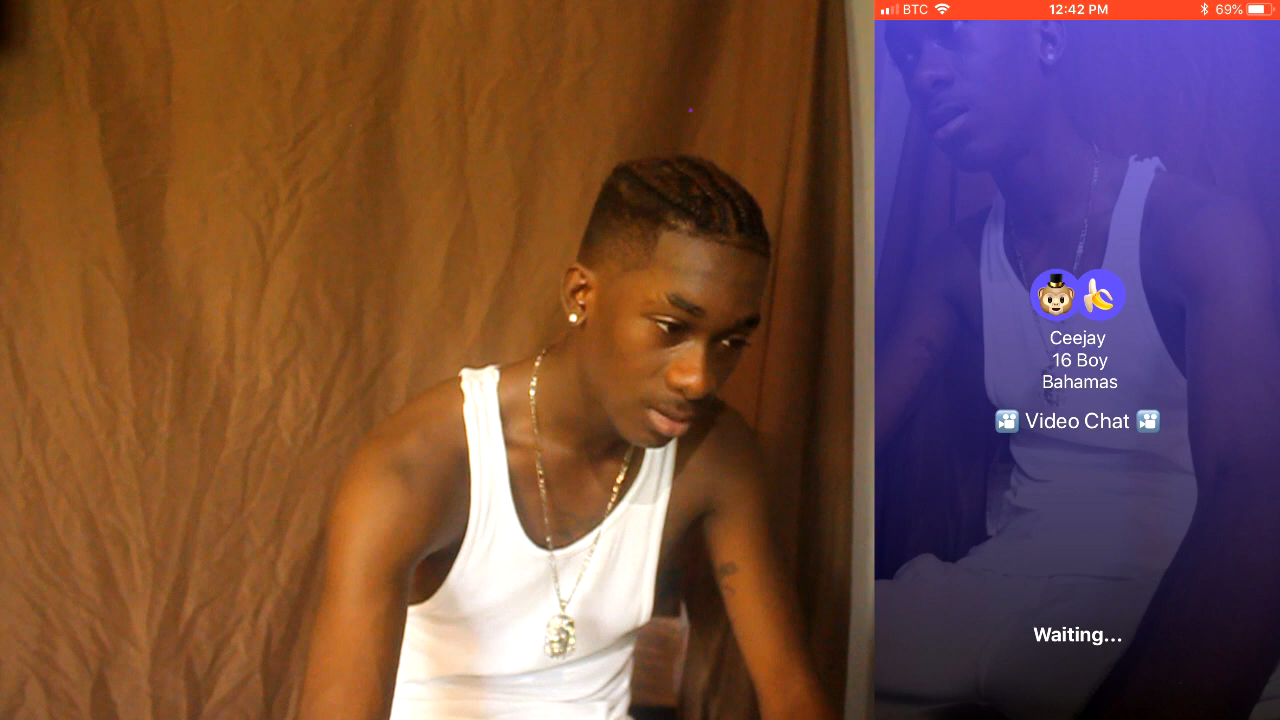 BTC 12:42 PM 69%
Ceejay
16 Boy
Bahamas
Video Chat
Waiting...